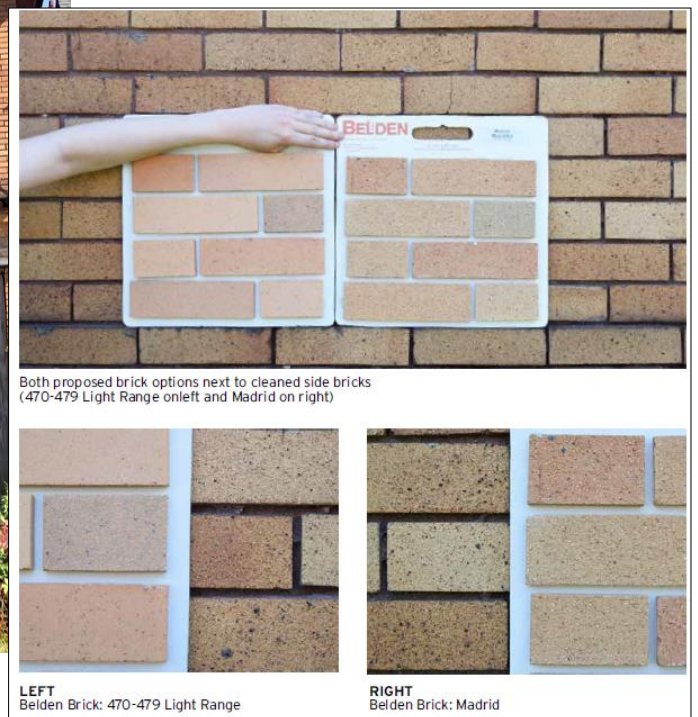 BELDEN
Both proposed brick options next to cleaned side bricks
(470-479 Light Range onleft and Madrid on right)
LEFT
Belden Brick: 470-479 Light Range
RIGHT
Belden Brick: Madrid